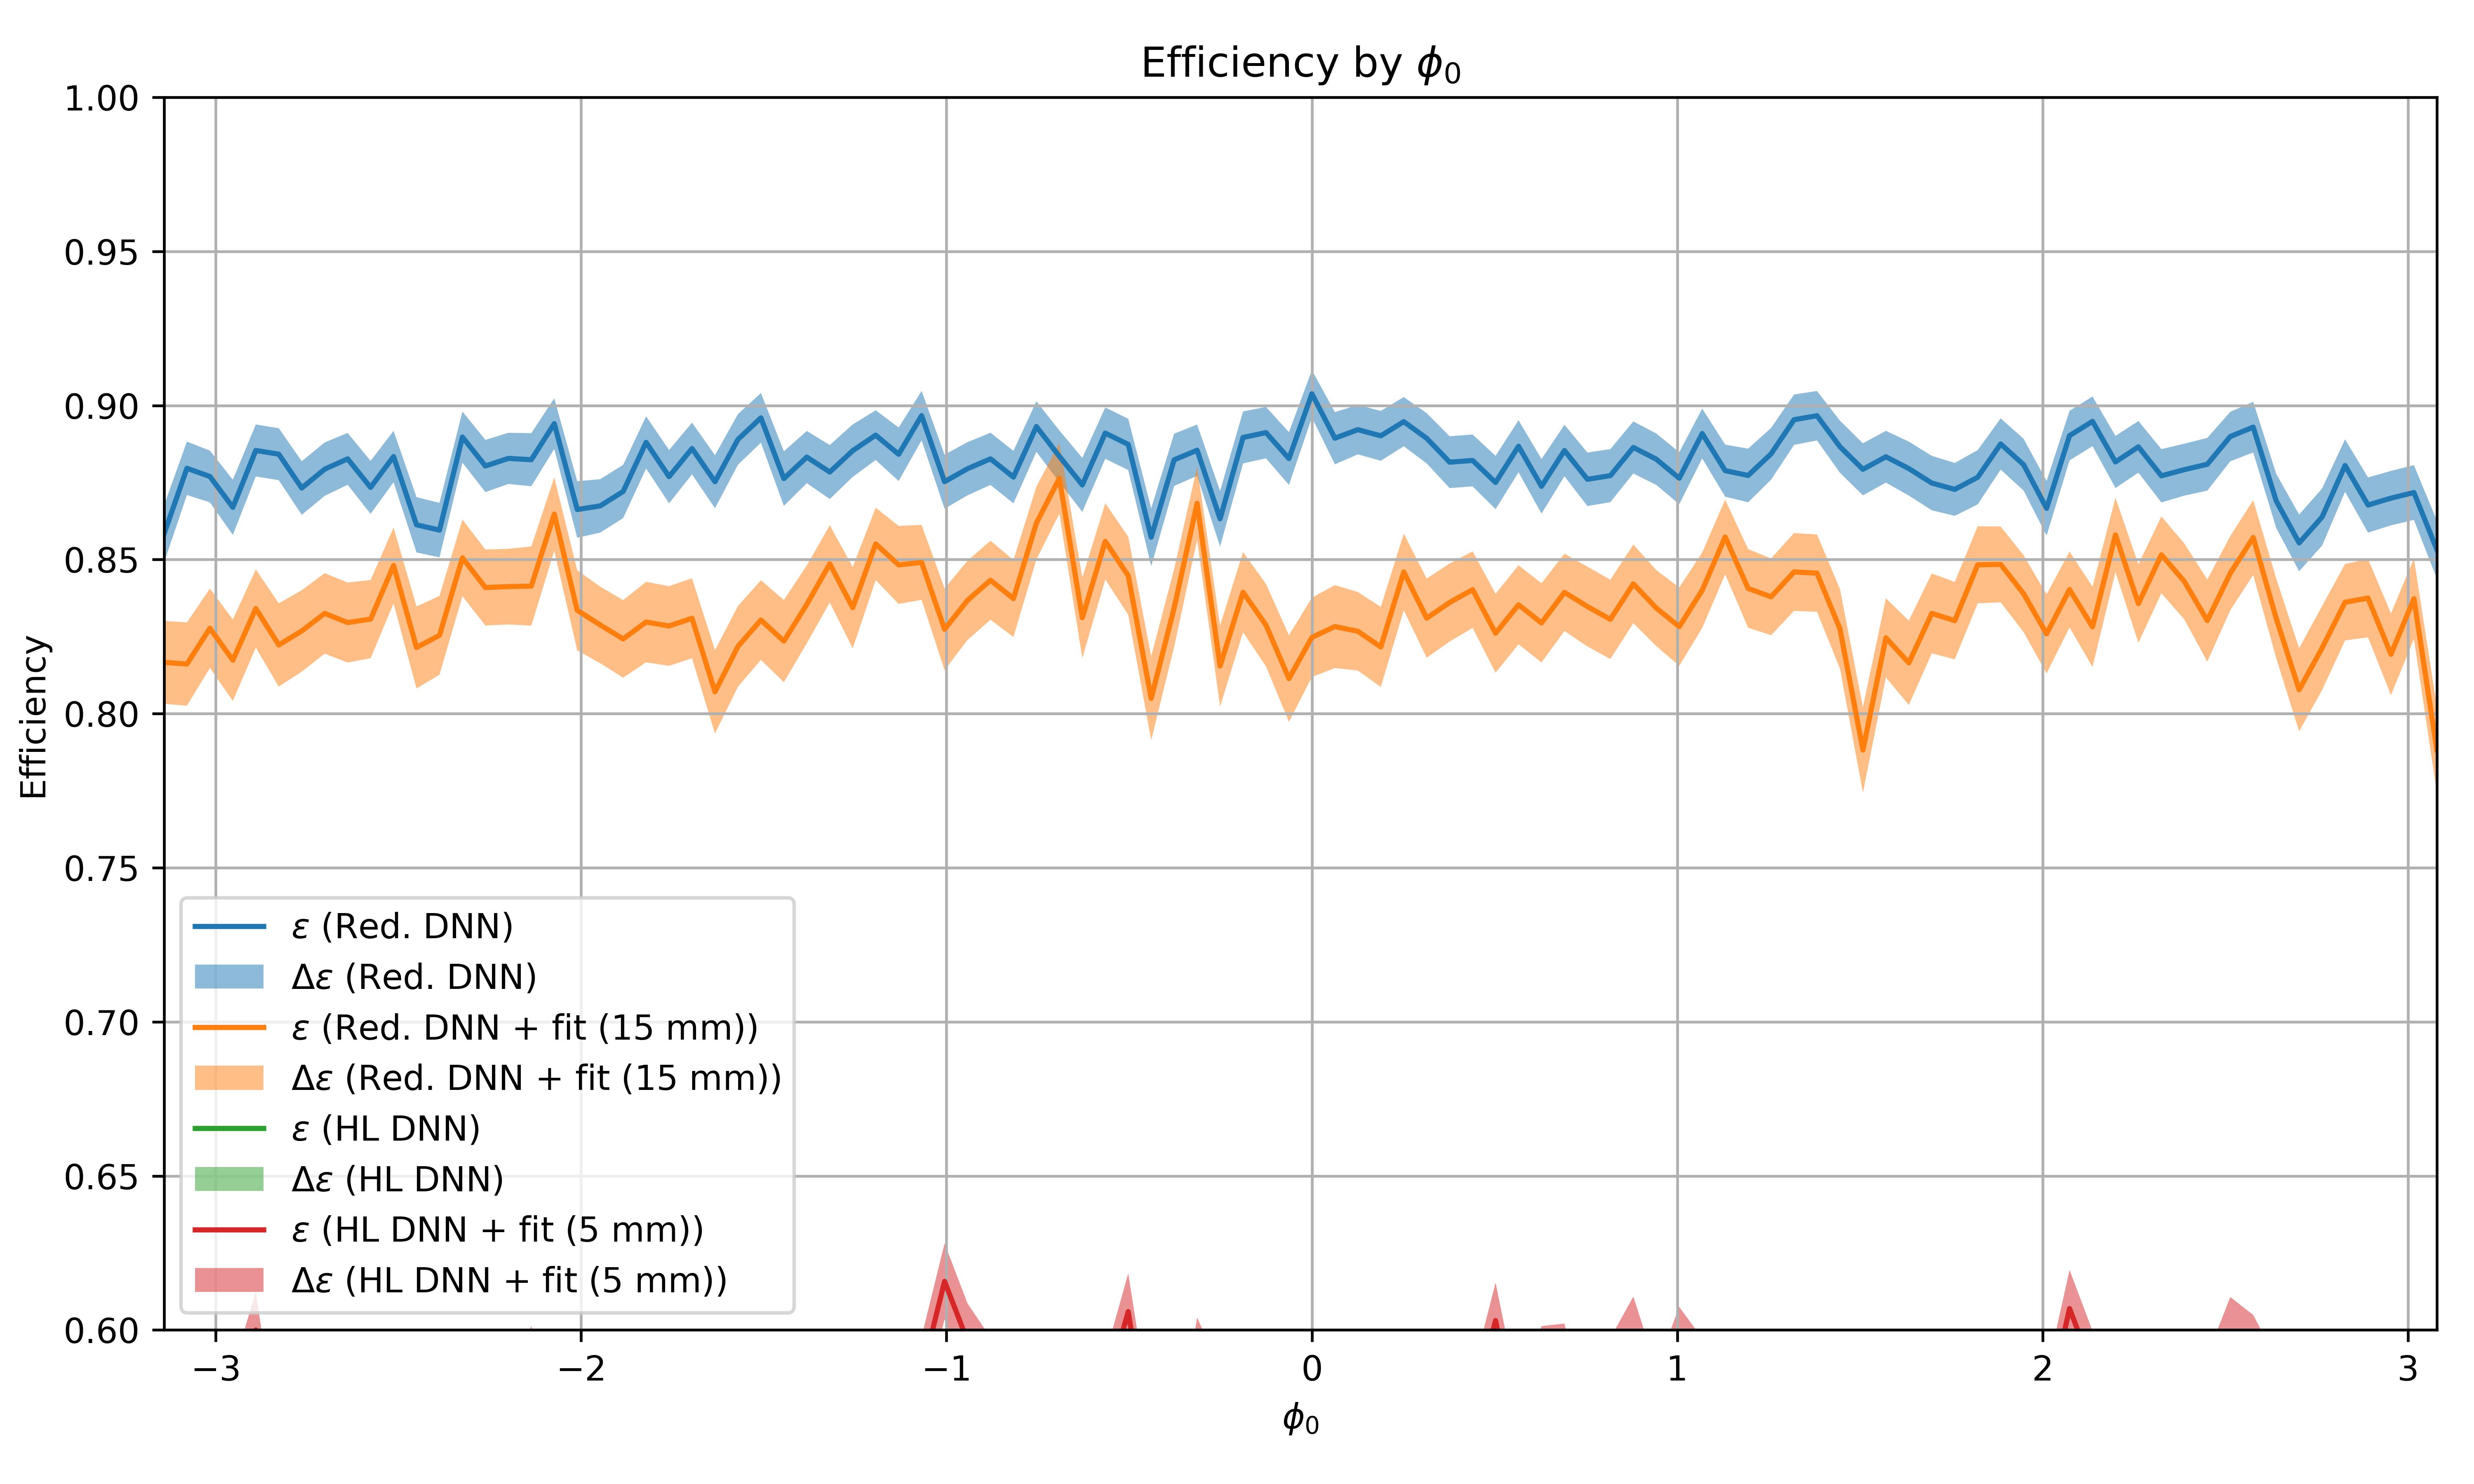 Efficiency by ϕ₀
1.00
0.95
0.90
0.85
0.80
0.75
0.70
0.65
0.60
Efficiency
ε (Red. DNN)
Δε (Red. DNN)
ε (Red. DNN + fit (15 mm))
Δε (Red. DNN + fit (15 mm))
ε (HL DNN)
Δε (HL DNN)
ε (HL DNN + fit (5 mm))
Δε (HL DNN + fit (5 mm))
−3 −2 −1 0 1 2 3
ϕ₀